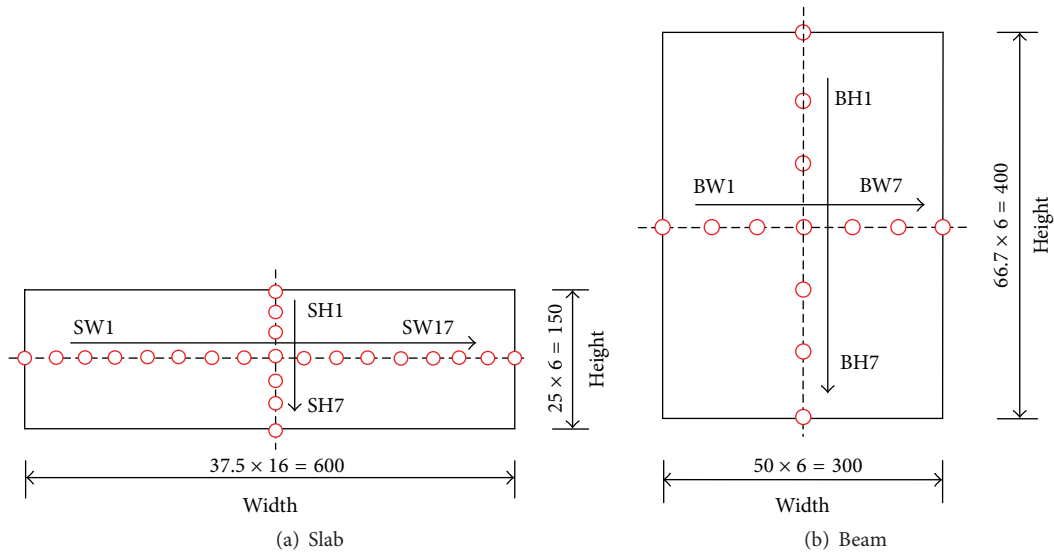 SH1
SW1
SW17
SH7
25 × 6 = 150
Height
37.5 × 16 = 600
Width
(a) Slab
BH1
BW1
BW7
BH7
66.7 × 6 = 400
Height
50 × 6 = 300
Width
(b) Beam